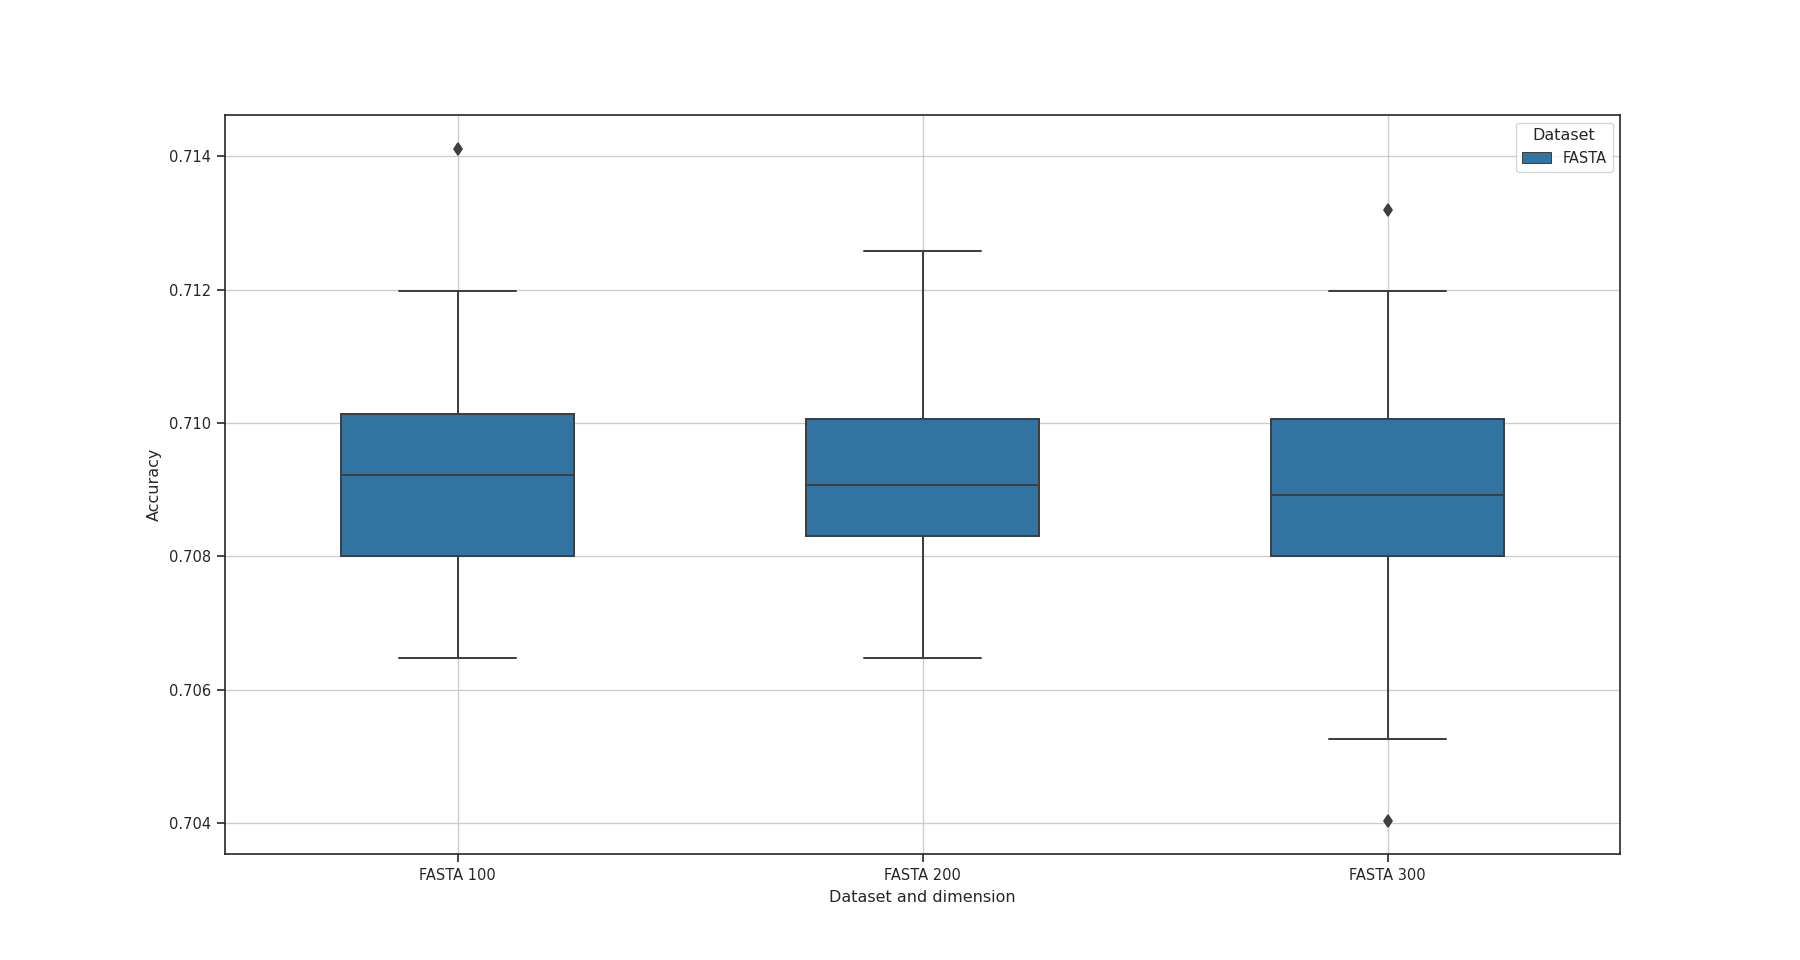 Dataset
FASTA
0.714
0.712
0.710
0.708
0.706
0.704
Accuracy
FASTA 100
FASTA 200
FASTA 300
Dataset and dimension